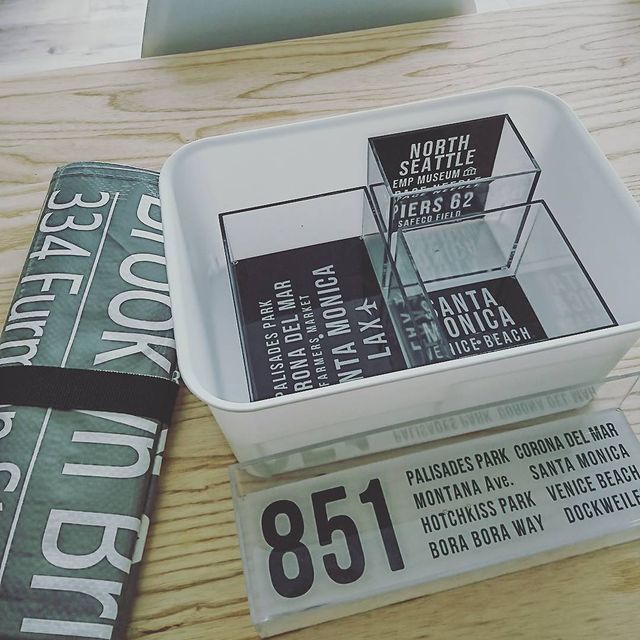 NORTH
SEATTLE
EMP MUSEUM
PIERS 62
SAFECO FIELD
PALISADES PARK
CORONA DEL MAR
FARMERS MARKET
SANTA MONICA
LAX
SANTA
MONICA
VENICE BEACH
Brooklyn Bri
334 Furm
851
PALISADES PARK CORONA DEL MAR
MONTANA Ave. SANTA MONICA
HOTCHKISS PARK VENICE BEACH
BORA BORA WAY DOCKWEILE